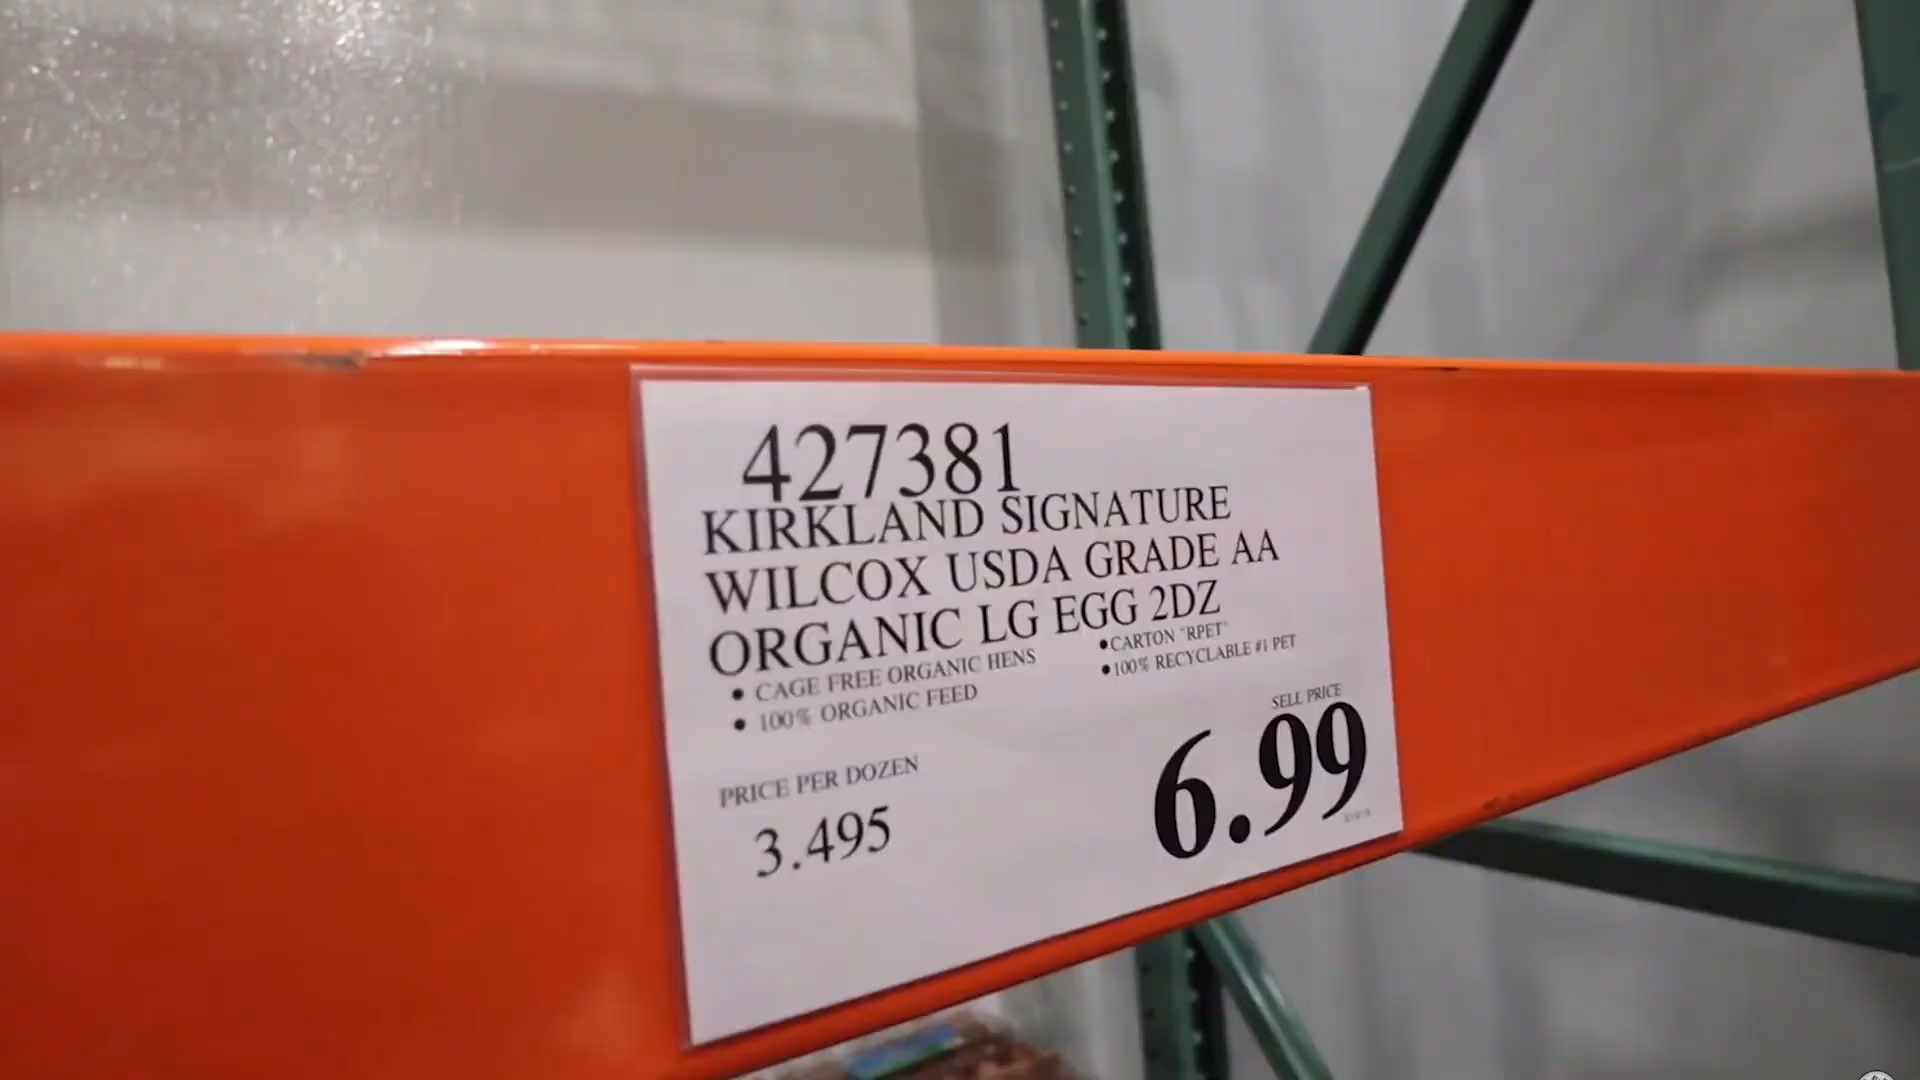 427381
KIRKLAND SIGNATURE
WILCOX USDA GRADE AA
ORGANIC LG EGG 2DZ
• CAGE FREE ORGANIC HENS
• 100% ORGANIC FEED
•CARTON "RPET"
•100% RECYCLABLE #1 PET
PRICE PER DOZEN
3.495
SELL PRICE
6.99